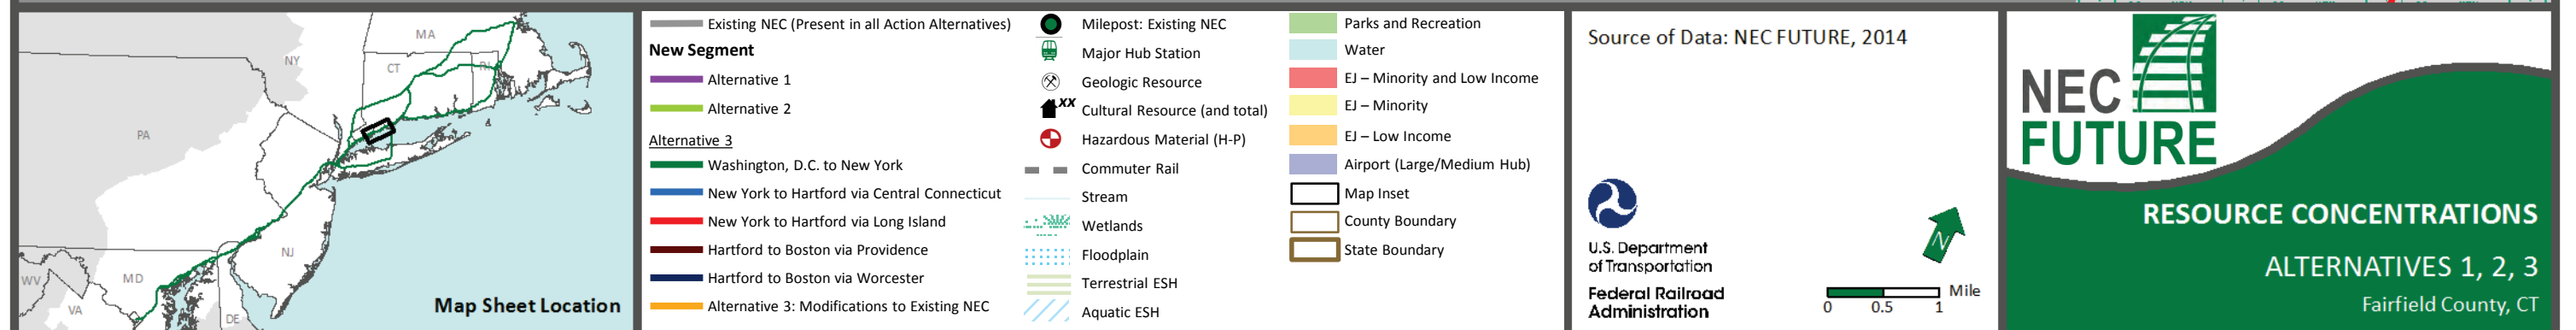 MA
NY
CT
RI
PA
NJ
MD
WV
VA
DE
Map Sheet Location
Existing NEC (Present in all Action Alternatives)
New Segment
Alternative 1
Alternative 2
Alternative 3
Washington, D.C. to New York
New York to Hartford via Central Connecticut
New York to Hartford via Long Island
Hartford to Boston via Providence
Hartford to Boston via Worcester
Alternative 3: Modifications to Existing NEC
Milepost: Existing NEC
Major Hub Station
Geologic Resource
xx Cultural Resource (and total)
Hazardous Material (H-P)
Commuter Rail
Stream
Wetlands
Floodplain
Terrestrial ESH
Aquatic ESH
Parks and Recreation
Water
EJ – Minority and Low Income
EJ – Minority
EJ – Low Income
Airport (Large/Medium Hub)
Map Inset
County Boundary
State Boundary
Source of Data: NEC FUTURE, 2014
U.S. Department
of Transportation
Federal Railroad
Administration
N
0 0.5 1 Mile
NEC
FUTURE
RESOURCE CONCENTRATIONS
ALTERNATIVES 1, 2, 3
Fairfield County, CT